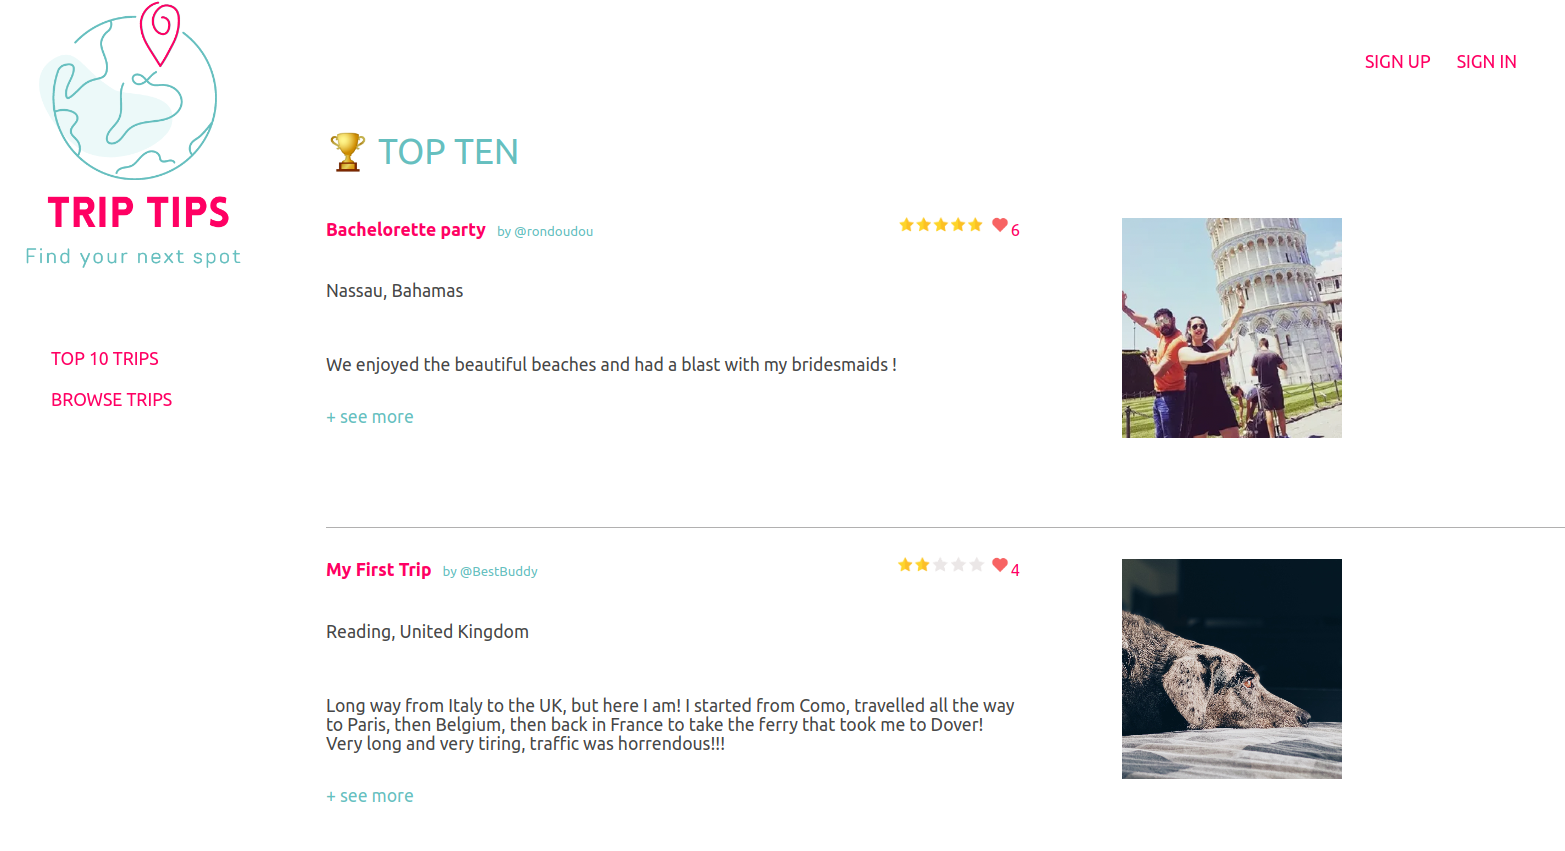 SIGN UP SIGN IN
TRIP TIPS
Find your next spot
TOP 10 TRIPS
BROWSE TRIPS
TOP TEN
Bachelorette party by @rondoudou 6
Nassau, Bahamas
We enjoyed the beautiful beaches and had a blast with my bridesmaids !
+ see more
My First Trip by @BestBuddy 4
Reading, United Kingdom
Long way from Italy to the UK, but here I am! I started from Como, travelled all the way
to Paris, then Belgium, then back in France to take the ferry that took me to Dover!
Very long and very tiring, traffic was horrendous!!!
+ see more